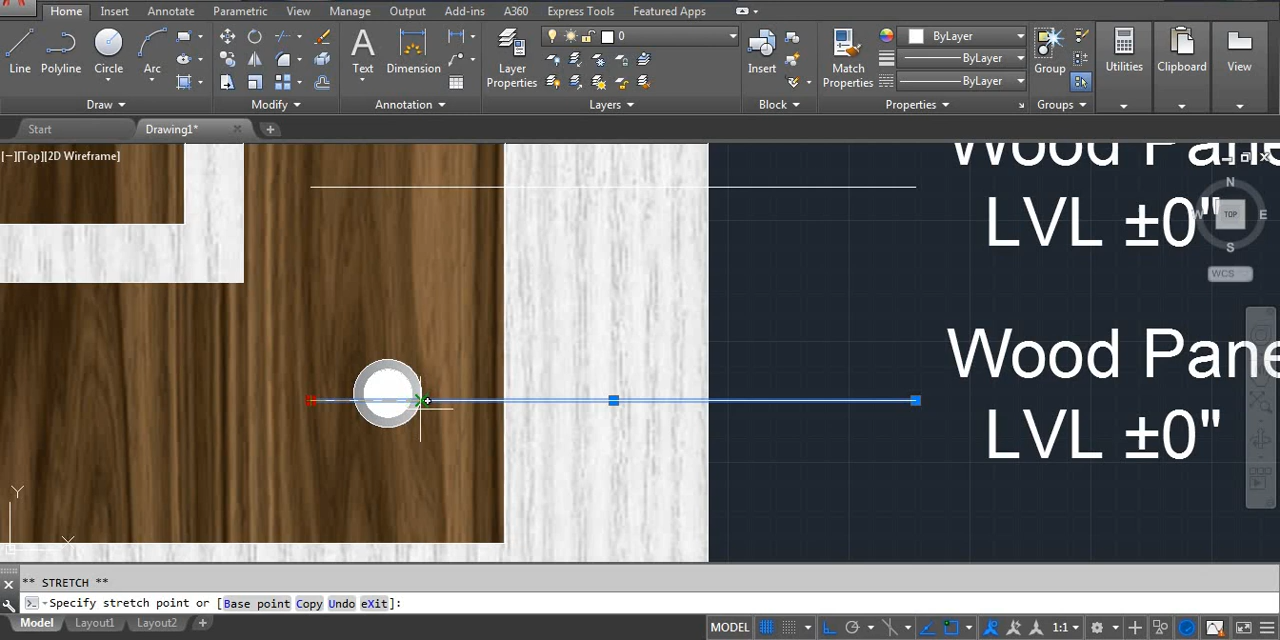 Home Insert Annotate Parametric View Manage Output Add-ins A360 Express Tools Featured Apps
0 ByLayer
ByLayer
ByLayer
Line Polyline Circle Arc Text Dimension Layer Properties Insert Match Properties Group Utilities Clipboard View
Draw Modify Annotation Layers Block Properties Groups
Start Drawing1*
[−][Top][2D Wireframe]
Wood Pane
LVL ±0"
N
W TOP E
S
WCS
Wood Pane
LVL ±0"
Y
** STRETCH **
Specify stretch point or [Base point Copy Undo eXit]:
Model Layout1 Layout2 + MODEL 1:1